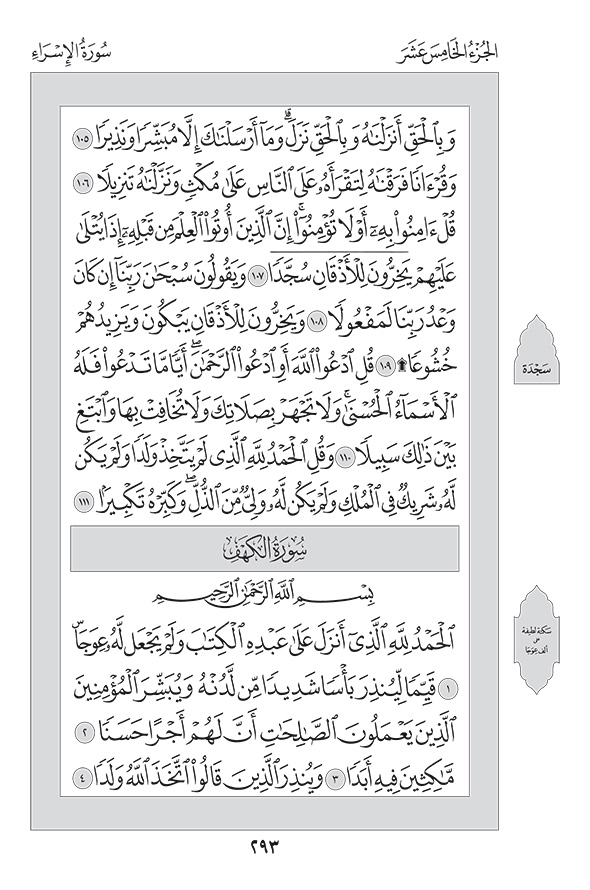 الجُزْءُ الخَامِسَ عَشَرَ
سُورَةُ الإِسْرَاءِ
وَبِٱلۡحَقِّ أَنزَلۡنَٰهُ وَبِٱلۡحَقِّ نَزَلَۗ وَمَآ أَرۡسَلۡنَٰكَ إِلَّا مُبَشِّرٗا وَنَذِيرٗا ١٠٥
وَقُرۡءَانٗا فَرَقۡنَٰهُ لِتَقۡرَأَهُۥ عَلَى ٱلنَّاسِ عَلَىٰ مُكۡثٖ وَنَزَّلۡنَٰهُ تَنزِيلٗا ١٠٦
قُلۡ ءَامِنُواْ بِهِۦٓ أَوۡ لَا تُؤۡمِنُوٓاْۚ إِنَّ ٱلَّذِينَ أُوتُواْ ٱلۡعِلۡمَ مِن قَبۡلِهِۦٓ إِذَا يُتۡلَىٰ
عَلَيۡهِمۡ يَخِرُّونَۤ لِلۡأَذۡقَانِۤ سُجَّدٗاۤ ١٠٧ وَيَقُولُونَ سُبۡحَٰنَ رَبِّنَآ إِن كَانَ
وَعۡدُ رَبِّنَا لَمَفۡعُولٗا ١٠٨ وَيَخِرُّونَ لِلۡأَذۡقَانِ يَبۡكُونَ وَيَزِيدُهُمۡ
خُشُوعٗا۩ ١٠٩ قُلِ ٱدۡعُواْ ٱللَّهَ أَوِ ٱدۡعُواْ ٱلرَّحۡمَٰنَۖ أَيّٗا مَّا تَدۡعُواْ فَلَهُ
ٱلۡأَسۡمَآءُ ٱلۡحُسۡنَىٰۚ وَلَا تَجۡهَرۡ بِصَلَاتِكَ وَلَا تُخَافِتۡ بِهَا وَٱبۡتَغِ
بَيۡنَ ذَٰلِكَ سَبِيلٗا ١١٠ وَقُلِ ٱلۡحَمۡدُ لِلَّهِ ٱلَّذِي لَمۡ يَتَّخِذۡ وَلَدٗا وَلَمۡ يَكُن
لَّهُۥ شَرِيكٞ فِي ٱلۡمُلۡكِ وَلَمۡ يَكُن لَّهُۥ وَلِيّٞ مِّنَ ٱلذُّلِّۖ وَكَبِّرۡهُ تَكۡبِيرَۢا ١١١
سُورَةُ الكَهۡفِ
بِسۡمِ ٱللَّهِ ٱلرَّحۡمَٰنِ ٱلرَّحِيمِ
ٱلۡحَمۡدُ لِلَّهِ ٱلَّذِيٓ أَنزَلَ عَلَىٰ عَبۡدِهِ ٱلۡكِتَٰبَ وَلَمۡ يَجۡعَل لَّهُۥ عِوَجَاۜ
١ قَيِّمٗا لِّيُنذِرَ بَأۡسٗا شَدِيدٗا مِّن لَّدُنۡهُ وَيُبَشِّرَ ٱلۡمُؤۡمِنِينَ
ٱلَّذِينَ يَعۡمَلُونَ ٱلصَّٰلِحَٰتِ أَنَّ لَهُمۡ أَجۡرًا حَسَنٗا ٢
مَّٰكِثِينَ فِيهِ أَبَدٗا ٣ وَيُنذِرَ ٱلَّذِينَ قَالُواْ ٱتَّخَذَ ٱللَّهُ وَلَدٗا ٤
سَجْدَة
سكتة لطيفة
على
ألف عوجا
٢٩٣